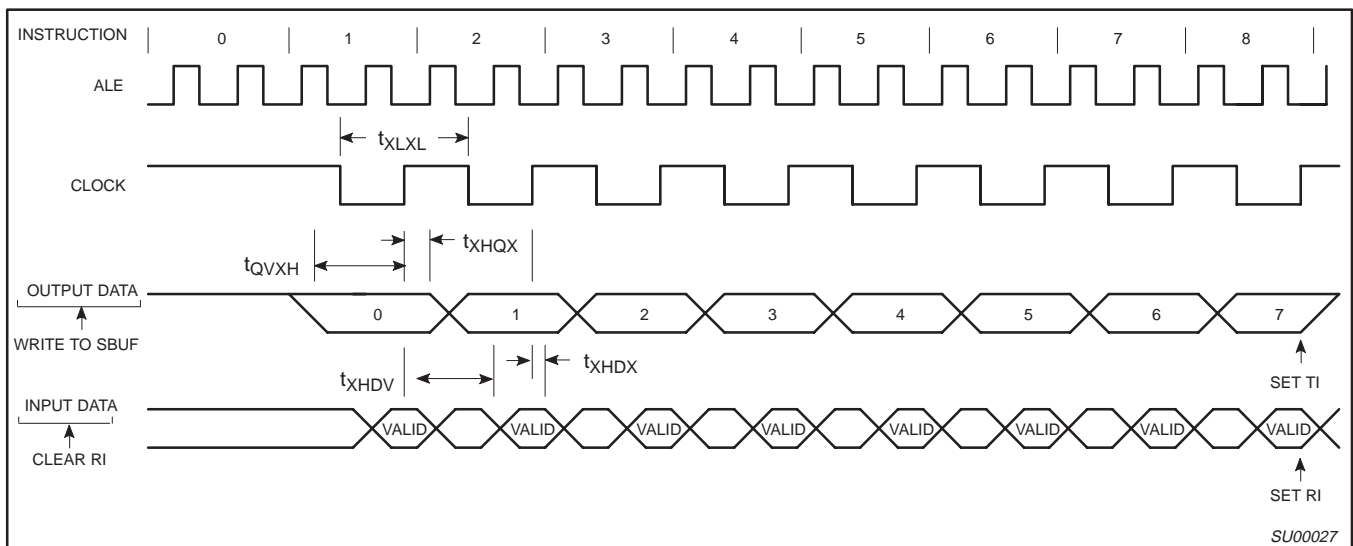 INSTRUCTION 0 1 2 3 4 5 6 7 8
ALE
tXLXL
CLOCK
tXHQX
tQVXH
OUTPUT DATA
0 1 2 3 4 5 6 7
WRITE TO SBUF
tXHDX
tXHDV
SET TI
INPUT DATA
VALID VALID VALID VALID VALID VALID VALID VALID
CLEAR RI
SET RI
SU00027